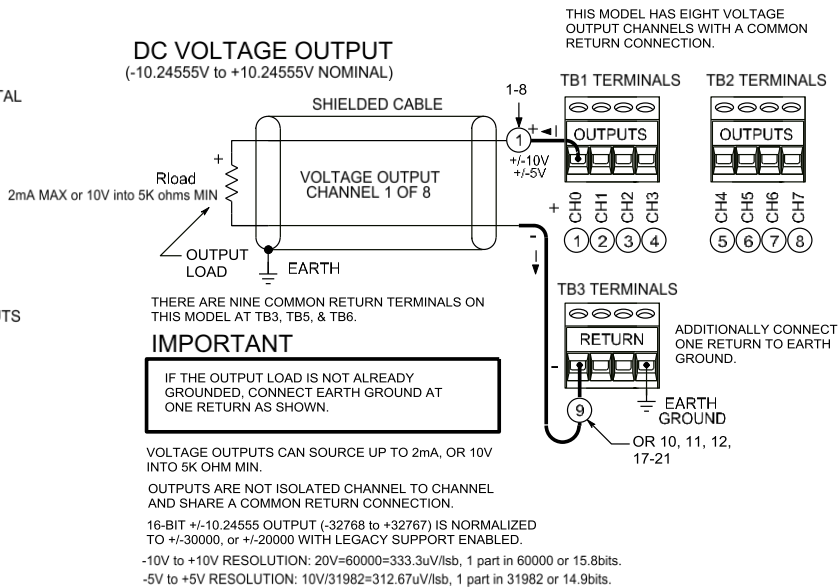 THIS MODEL HAS EIGHT VOLTAGE
OUTPUT CHANNELS WITH A COMMON
RETURN CONNECTION.
DC VOLTAGE OUTPUT
(-10.24555V to +10.24555V NOMINAL)
TAL
TB1 TERMINALS
TB2 TERMINALS
1-8
SHIELDED CABLE
OUTPUTS
OUTPUTS
1
+
I
+/-10V
+/-5V
+
Rload
2mA MAX or 10V into 5K ohms MIN
VOLTAGE OUTPUT
CHANNEL 1 OF 8
+
CH0
CH1
CH2
CH3
CH4
CH5
CH6
CH7
1
2
3
4
5
6
7
8
-
I
OUTPUT
LOAD
EARTH
TB3 TERMINALS
THERE ARE NINE COMMON RETURN TERMINALS ON
THIS MODEL AT TB3, TB5, & TB6.
UTS
RETURN
ADDITIONALLY CONNECT
ONE RETURN TO EARTH
GROUND.
IMPORTANT
-
IF THE OUTPUT LOAD IS NOT ALREADY
GROUNDED, CONNECT EARTH GROUND AT
ONE RETURN AS SHOWN.
EARTH
GROUND
9
OR 10, 11, 12,
17-21
VOLTAGE OUTPUTS CAN SOURCE UP TO 2mA, OR 10V
INTO 5K OHM MIN.
OUTPUTS ARE NOT ISOLATED CHANNEL TO CHANNEL
AND SHARE A COMMON RETURN CONNECTION.
16-BIT +/-10.24555 OUTPUT (-32768 to +32767) IS NORMALIZED
TO +/-30000, or +/-20000 WITH LEGACY SUPPORT ENABLED.
-10V to +10V RESOLUTION: 20V=60000=333.3uV/lsb, 1 part in 60000 or 15.8bits.
-5V to +5V RESOLUTION: 10V/31982=312.67uV/lsb, 1 part in 31982 or 14.9bits.